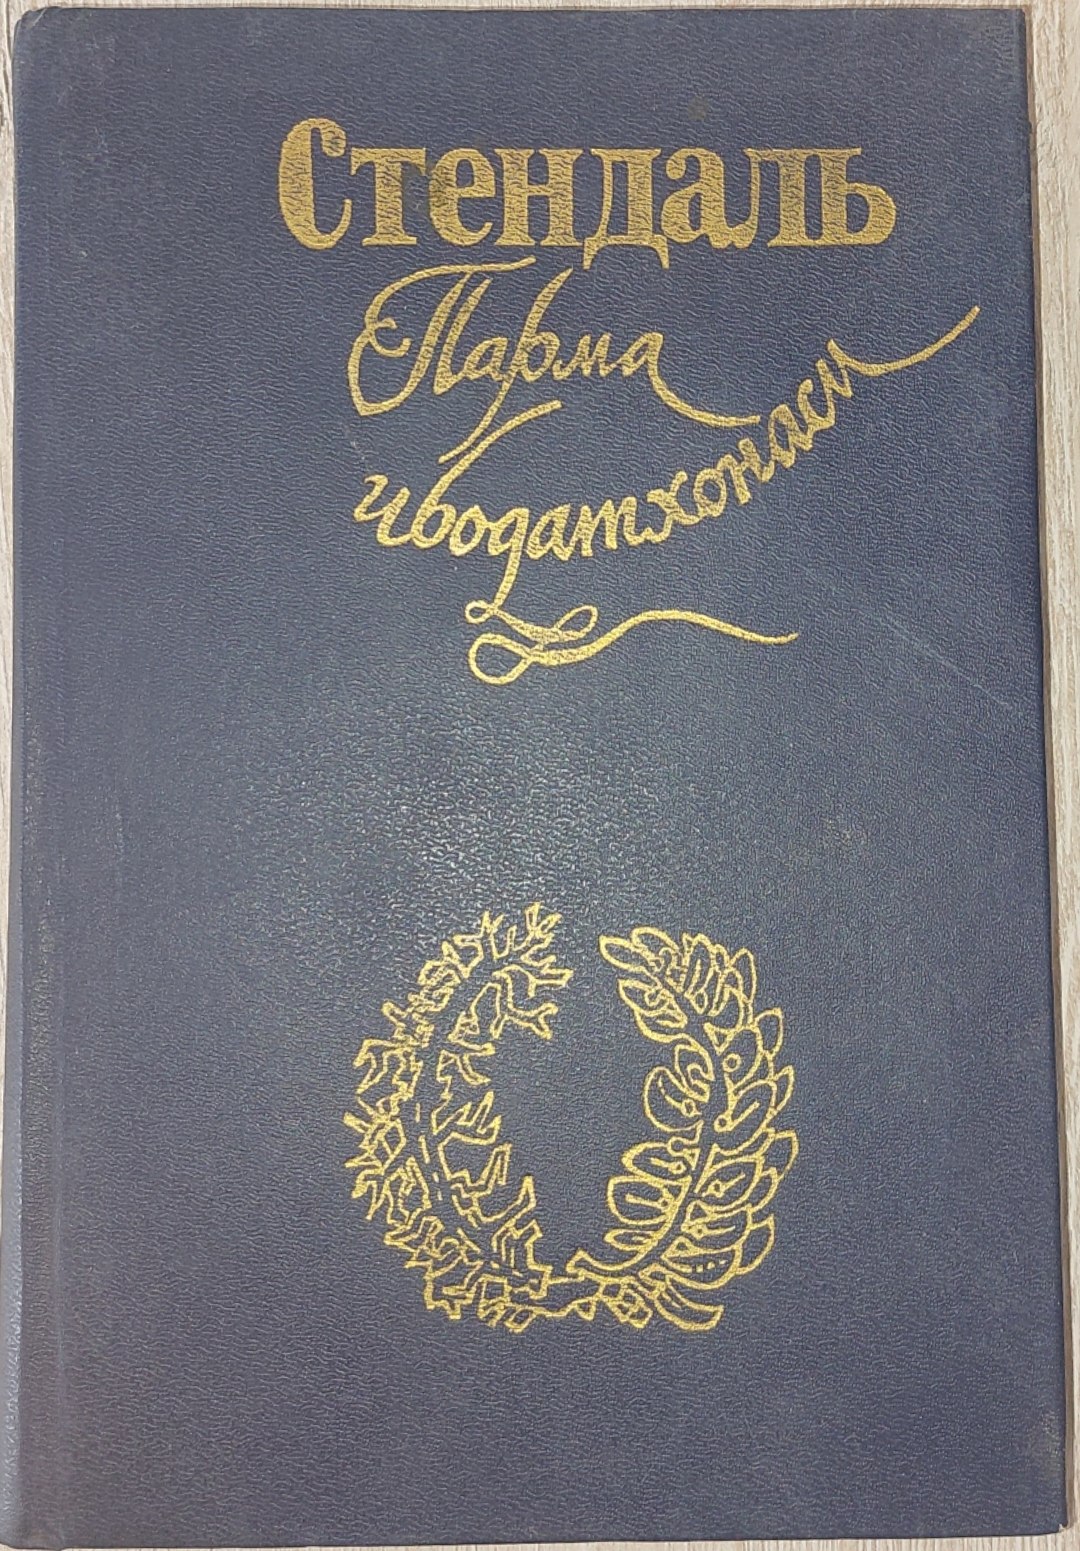 Стендаль
Парма
ибодатхонаси